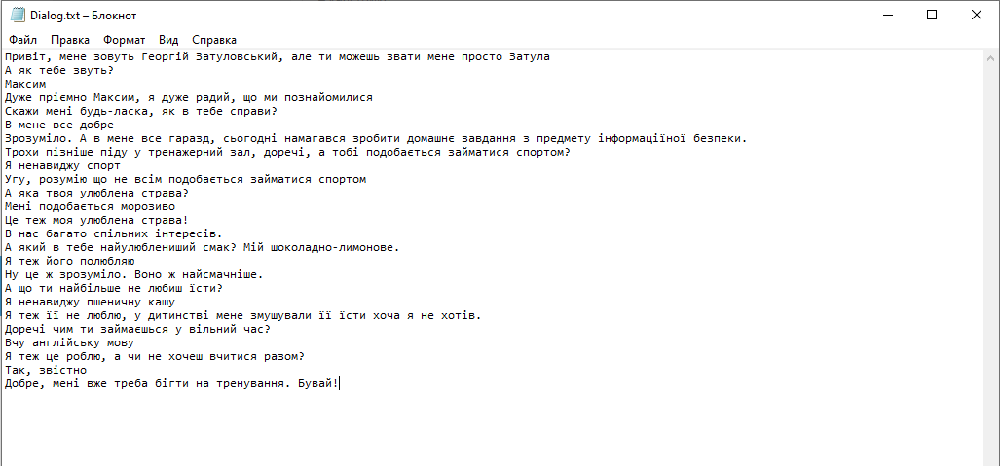 Dialog.txt – Блокнот
Файл Правка Формат Вид Справка
Привіт, мене зовуть Георгій Затуловський, але ти можешь звати мене просто Затула
А як тебе звуть?
Максим
Дуже пріємно Максим, я дуже радий, що ми познайомилися
Скажи мені будь-ласка, як в тебе справи?
В мене все добре
Зрозуміло. А в мене все гаразд, сьогодні намагався зробити домашнє завдання з предмету інформаціїної безпеки.
Трохи пізніше піду у тренажерний зал, доречі, а тобі подобається займатися спортом?
Я ненавиджу спорт
Угу, розумію що не всім подобається займатися спортом
А яка твоя улюблена страва?
Мені подобається морозиво
Це теж моя улюблена страва!
В нас багато спільних інтересів.
А який в тебе найулюблениший смак? Мій шоколадно-лимонове.
Я теж його полюбляю
Ну це ж зрозуміло. Воно ж найсмачніше.
А що ти найбільше не любиш їсти?
Я ненавиджу пшеничну кашу
Я теж її не люблю, у дитинстві мене змушували її їсти хоча я не хотів.
Доречі чим ти займаєшься у вільний час?
Вчу англійську мову
Я теж це роблю, а чи не хочеш вчитися разом?
Так, звістно
Добре, мені вже треба бігти на тренування. Бувай!